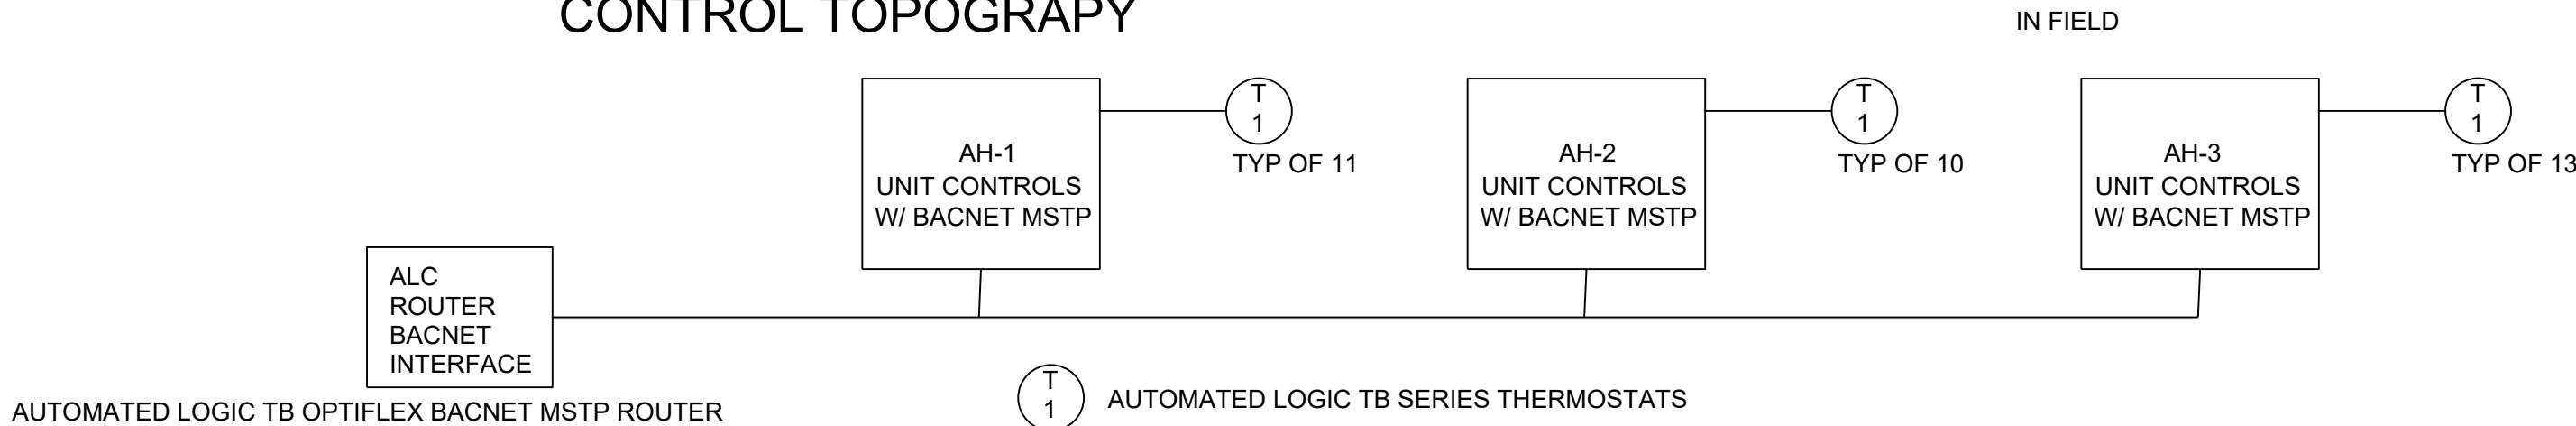 CONTROL TOPOGRAPY
IN FIELD
AH-1
UNIT CONTROLS
W/ BACNET MSTP
T
1
TYP OF 11
AH-2
UNIT CONTROLS
W/ BACNET MSTP
T
1
TYP OF 10
AH-3
UNIT CONTROLS
W/ BACNET MSTP
T
1
TYP OF 13
ALC
ROUTER
BACNET
INTERFACE
AUTOMATED LOGIC TB OPTIFLEX BACNET MSTP ROUTER
T
1
AUTOMATED LOGIC TB SERIES THERMOSTATS